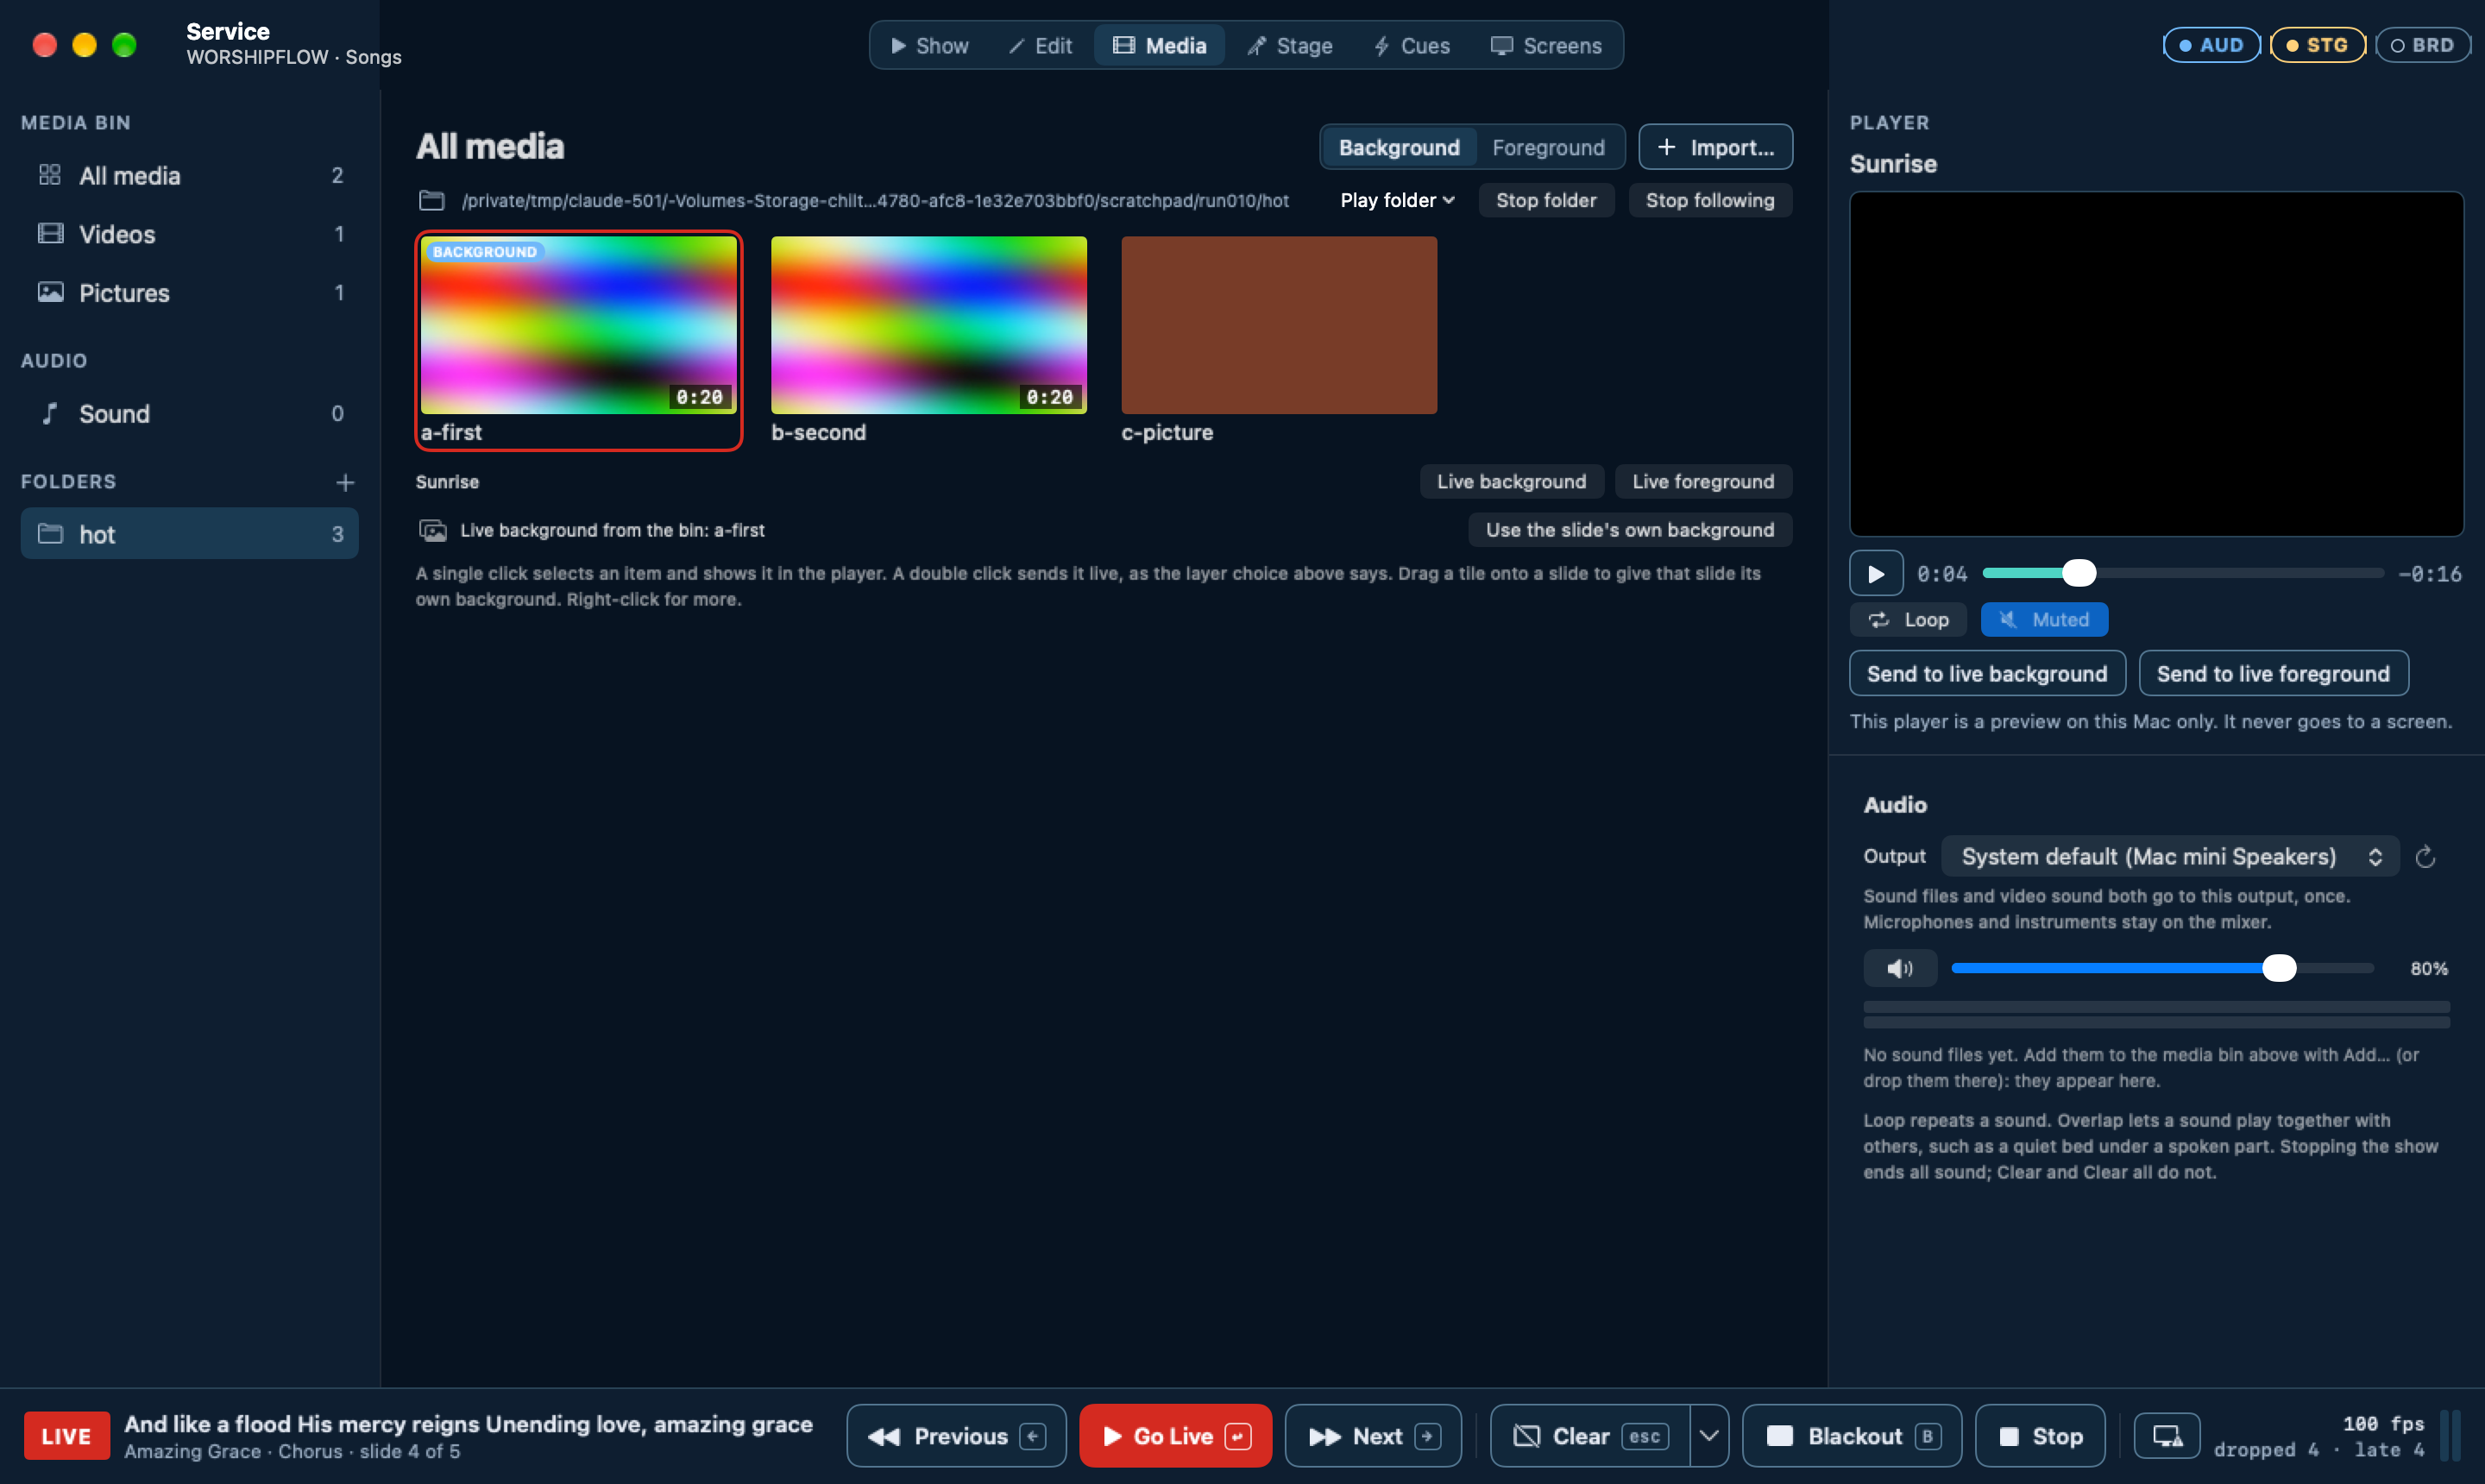 Service
WORSHIPFLOW · Songs
Show
Edit
Media
Stage
Cues
Screens
AUD
STG
BRD
MEDIA BIN
All media 2
Videos 1
Pictures 1
AUDIO
Sound 0
FOLDERS
hot 3
All media
Background
Foreground
Import...
/private/tmp/claude-501/-Volumes-Storage-chilt...4780-afc8-1e32e703bbf0/scratchpad/run010/hot
Play folder
Stop folder
Stop following
BACKGROUND
0:20
a-first
0:20
b-second
c-picture
Sunrise
Live background
Live foreground
Live background from the bin: a-first
Use the slide's own background
A single click selects an item and shows it in the player. A double click sends it live, as the layer choice above says. Drag a tile onto a slide to give that slide its
own background. Right-click for more.
PLAYER
Sunrise
0:04
−0:16
Loop
Muted
Send to live background
Send to live foreground
This player is a preview on this Mac only. It never goes to a screen.
Audio
Output
System default (Mac mini Speakers)
Sound files and video sound both go to this output, once.
Microphones and instruments stay on the mixer.
80%
No sound files yet. Add them to the media bin above with Add... (or
drop them there): they appear here.
Loop repeats a sound. Overlap lets a sound play together with
others, such as a quiet bed under a spoken part. Stopping the show
ends all sound; Clear and Clear all do not.
LIVE
And like a flood His mercy reigns Unending love, amazing grace
Amazing Grace · Chorus · slide 4 of 5
Previous
Go Live
Next
Clear esc
Blackout B
Stop
100 fps
dropped 4 · late 4